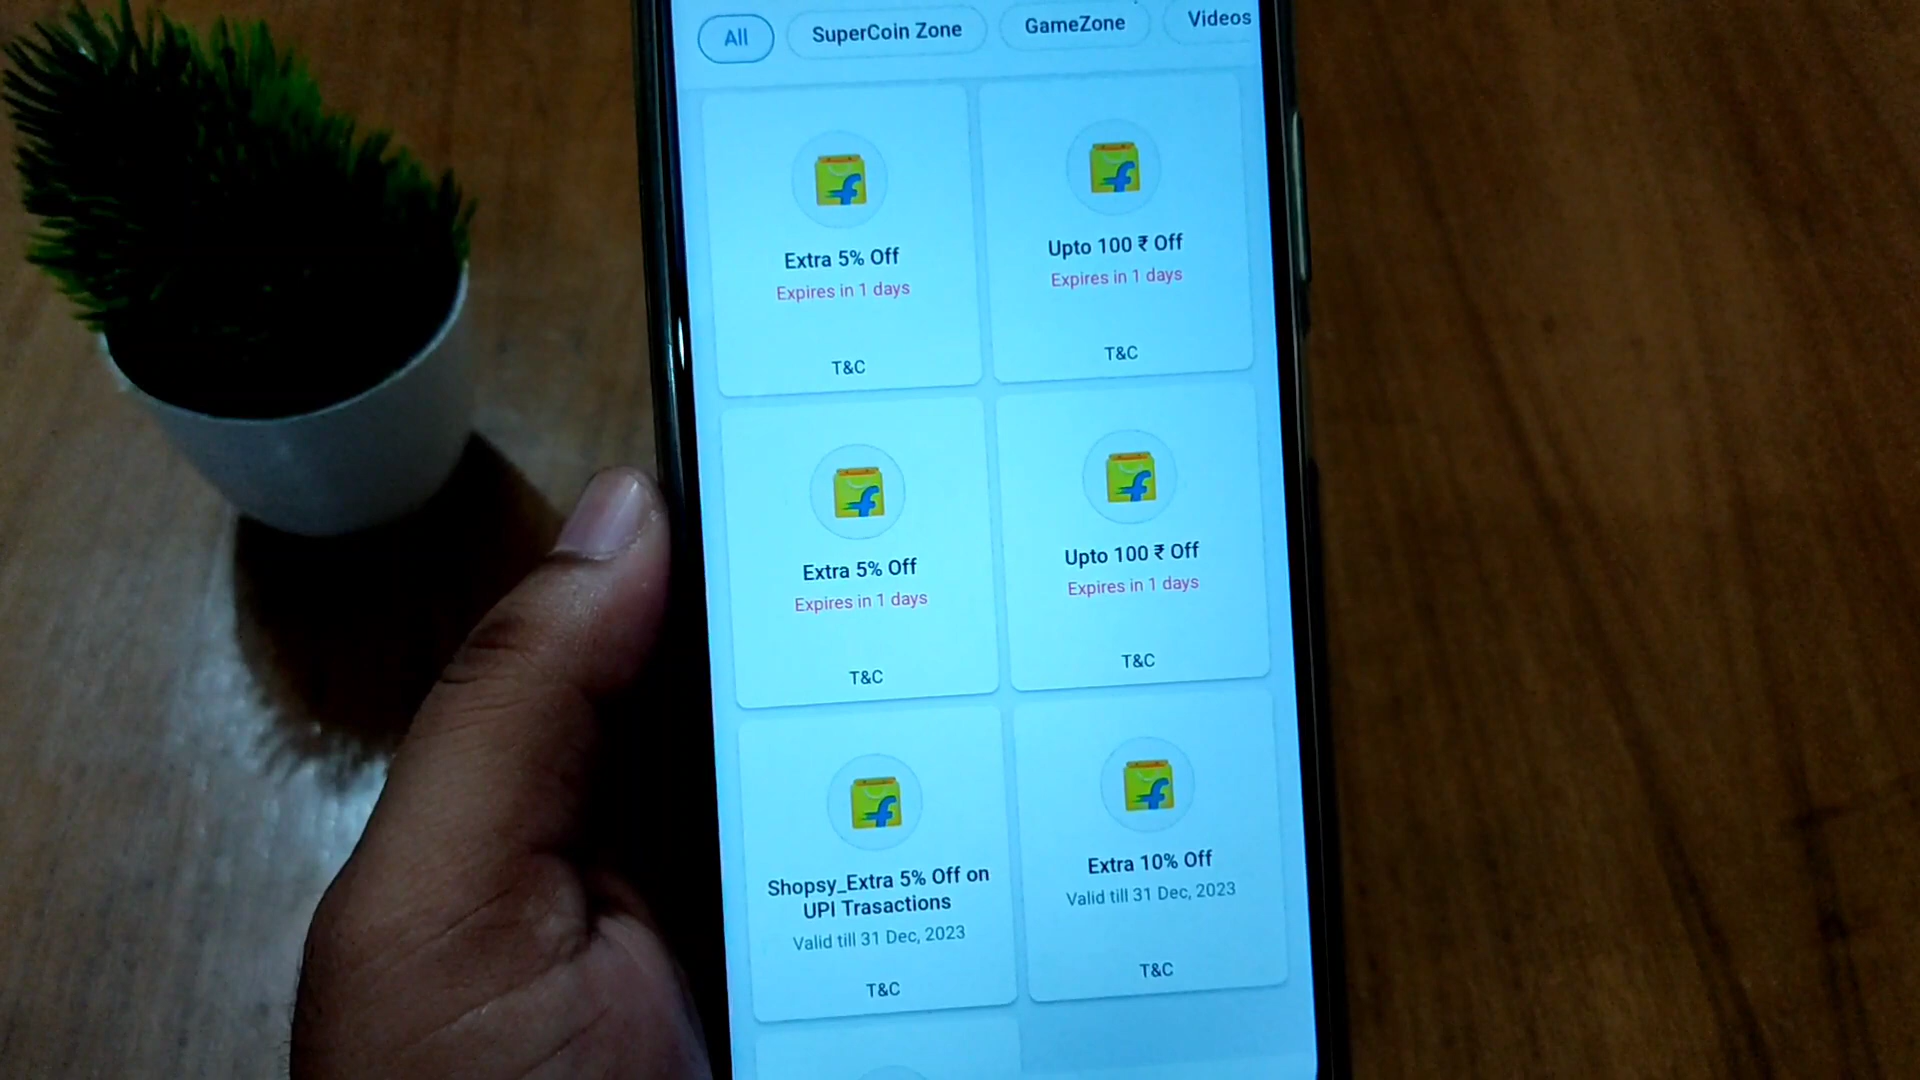 All
SuperCoin Zone
GameZone
Videos
Extra 5% Off
Expires in 1 days
T&C
Upto 100 ₹ Off
Expires in 1 days
T&C
Extra 5% Off
Expires in 1 days
T&C
Upto 100 ₹ Off
Expires in 1 days
T&C
Shopsy_Extra 5% Off on
UPI Trasactions
Valid till 31 Dec, 2023
T&C
Extra 10% Off
Valid till 31 Dec, 2023
T&C